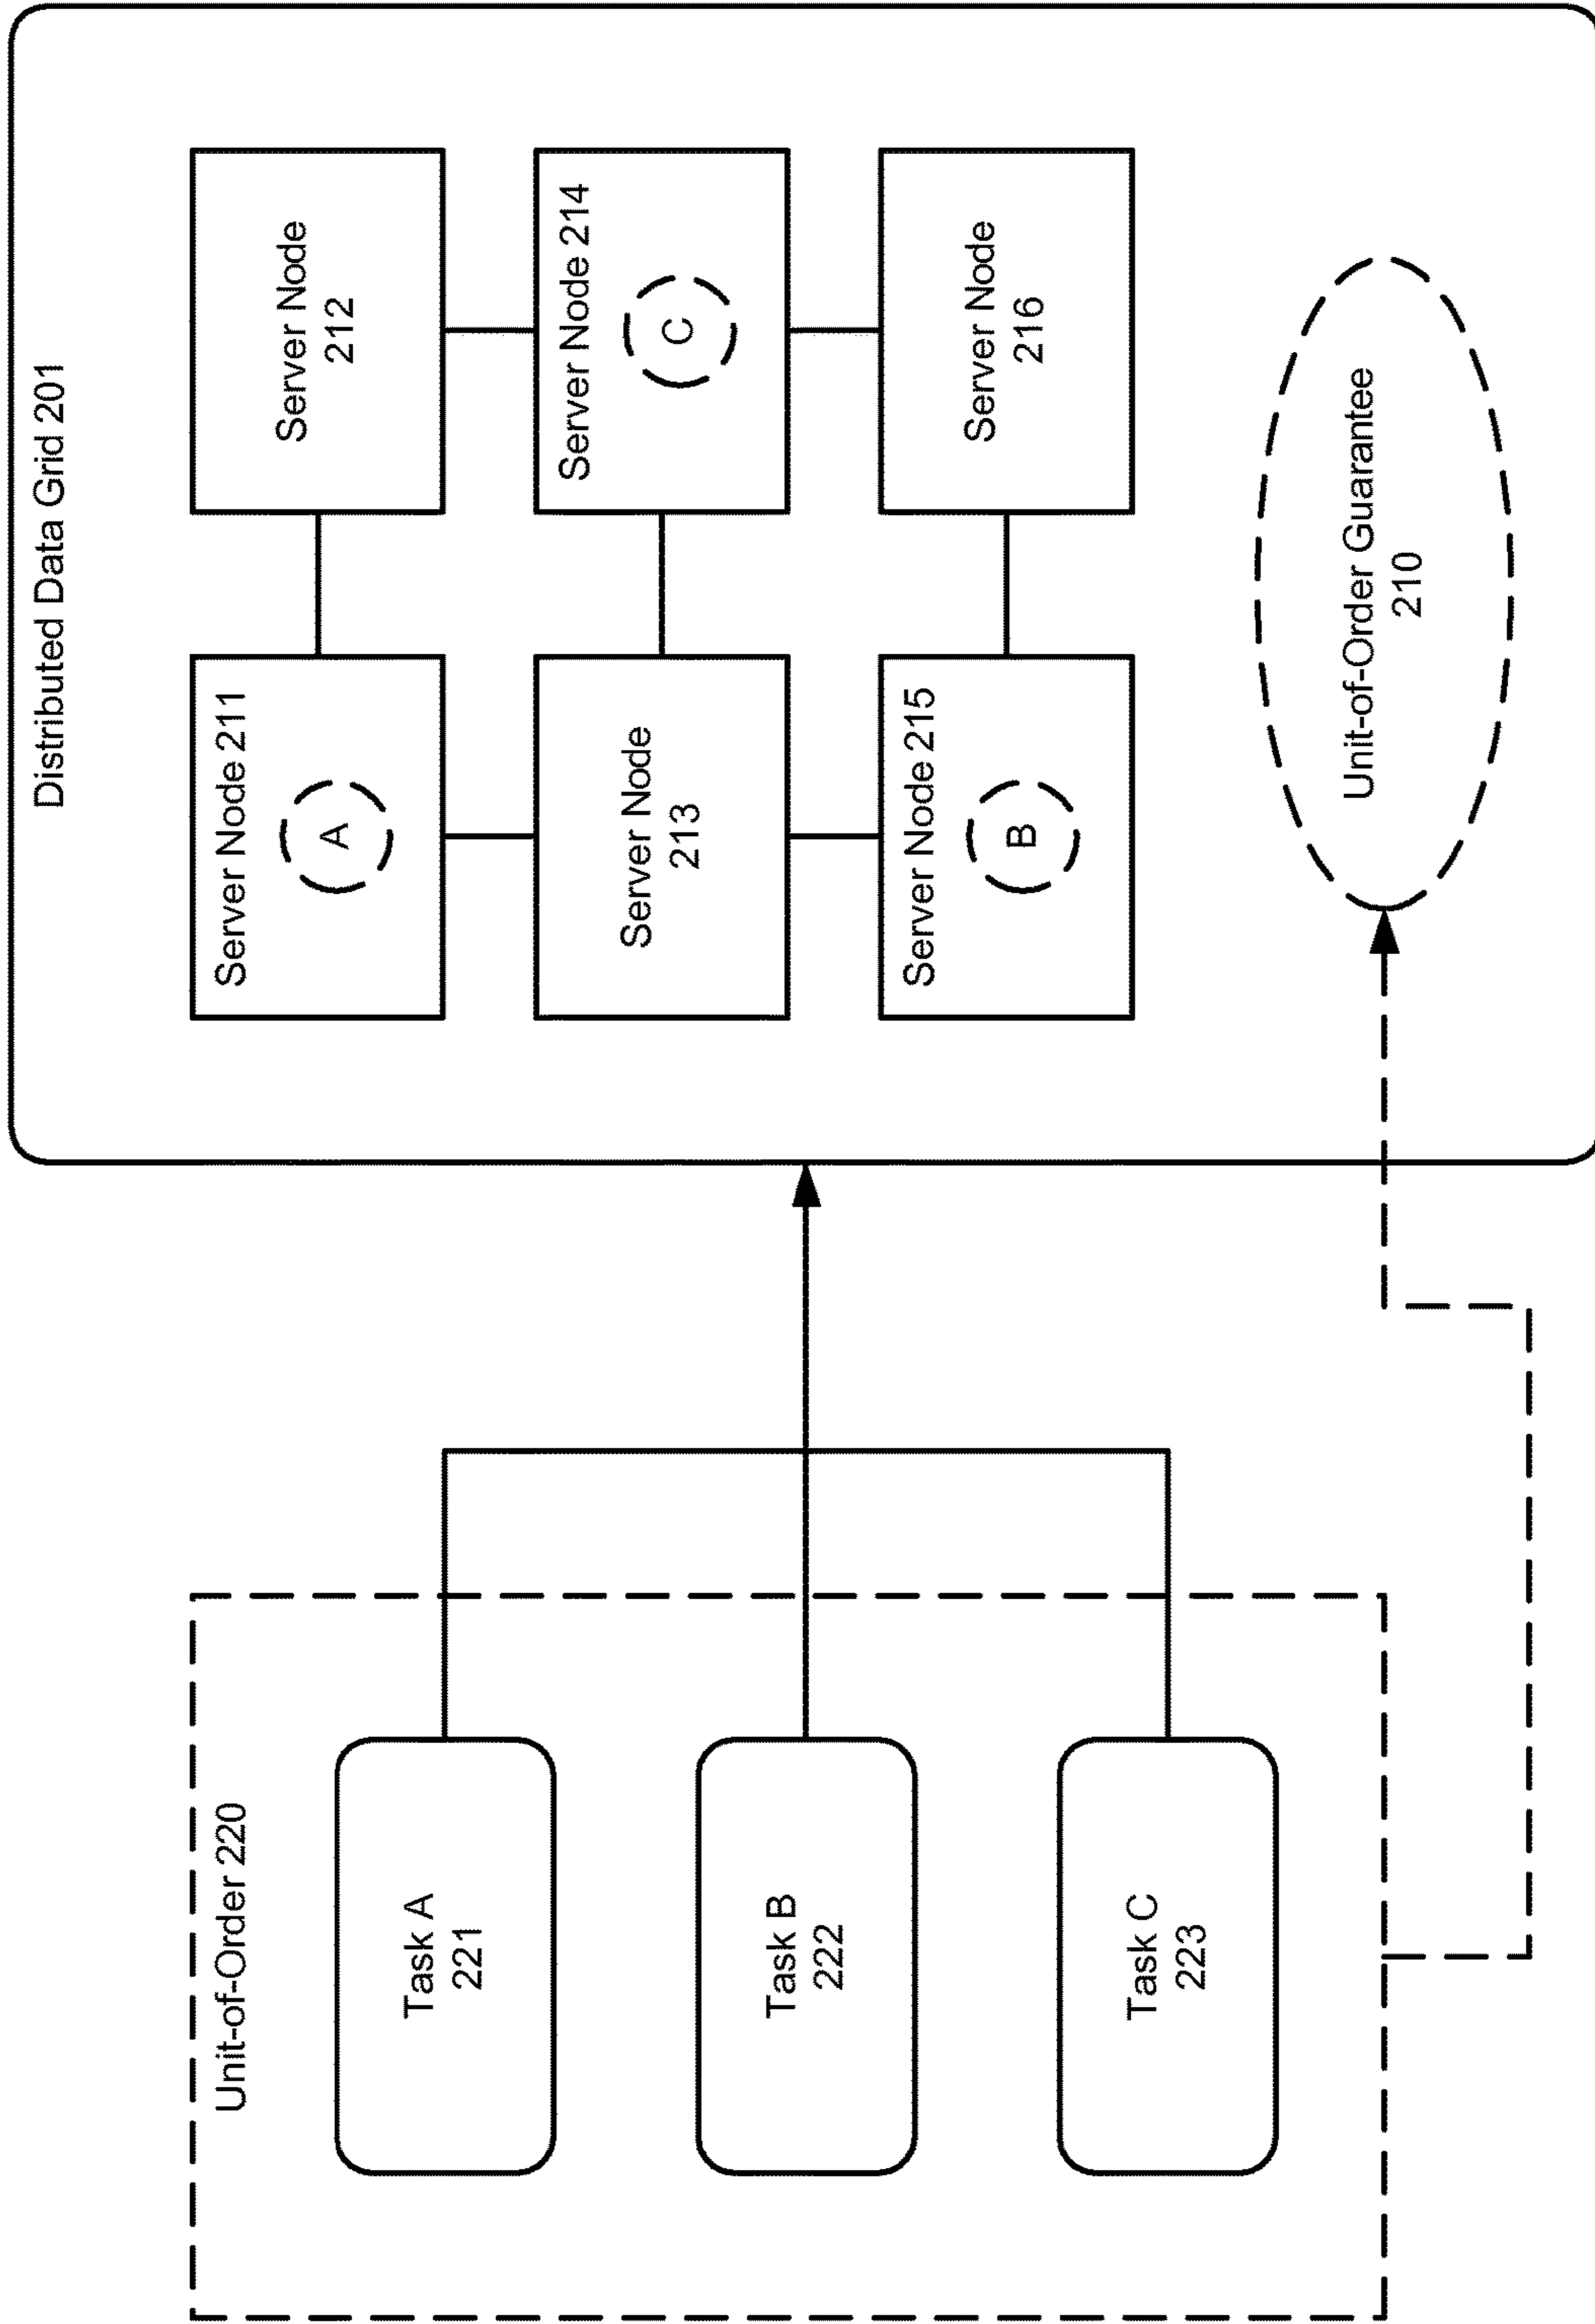 Distributed Data Grid 201
Unit-of-Order 220
Server Node 211
A
Server Node
212
Task A
221
Server Node
213
Server Node 214
C
Task B
222
Server Node 215
B
Server Node
216
Task C
223
Unit-of-Order Guarantee
210